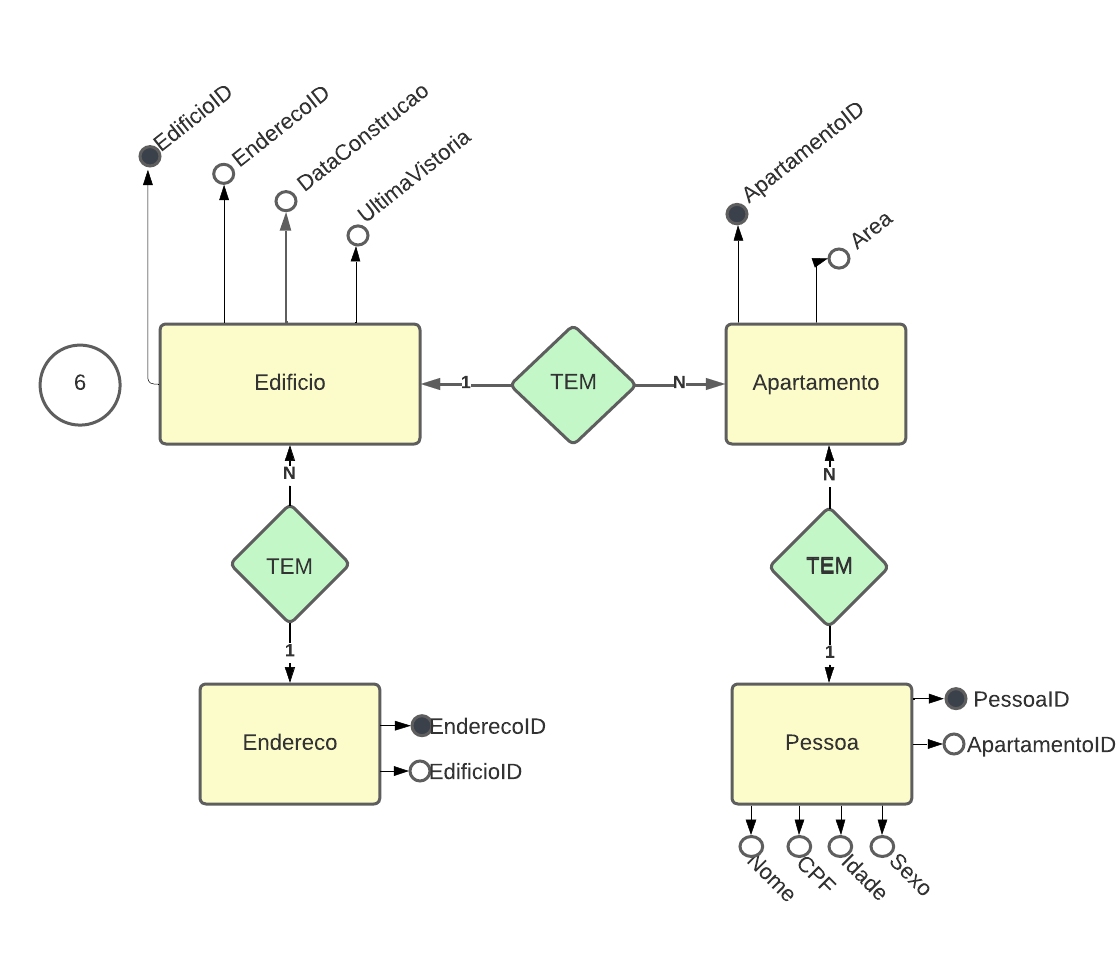 EdificioID
EnderecoID
DataConstrucao
UltimaVistoria
ApartamentoID
Area
6
Edificio
1
TEM
N
Apartamento
N
N
TEM
TEM
1
1
Endereco
EnderecoID
EdificioID
Pessoa
PessoaID
ApartamentoID
Nome
CPF
Idade
Sexo